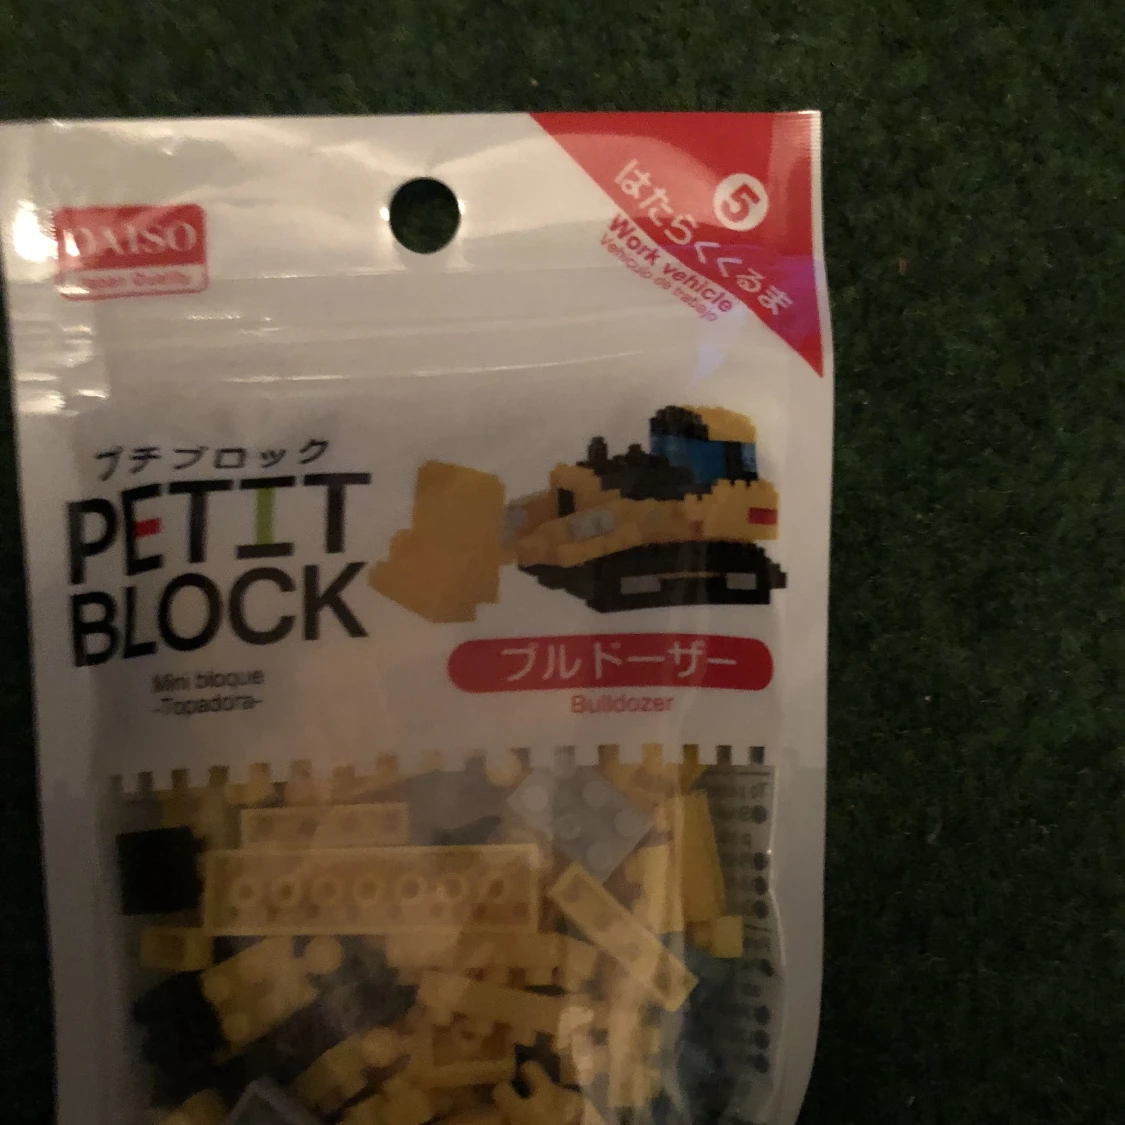 DAISO
Japan Quality
5
はたらくくるま
Work vehicle
Vehículo de trabajo
プチブロック
PETIT
BLOCK
Mini bloque
-Topadora-
ブルドーザー
Bulldozer